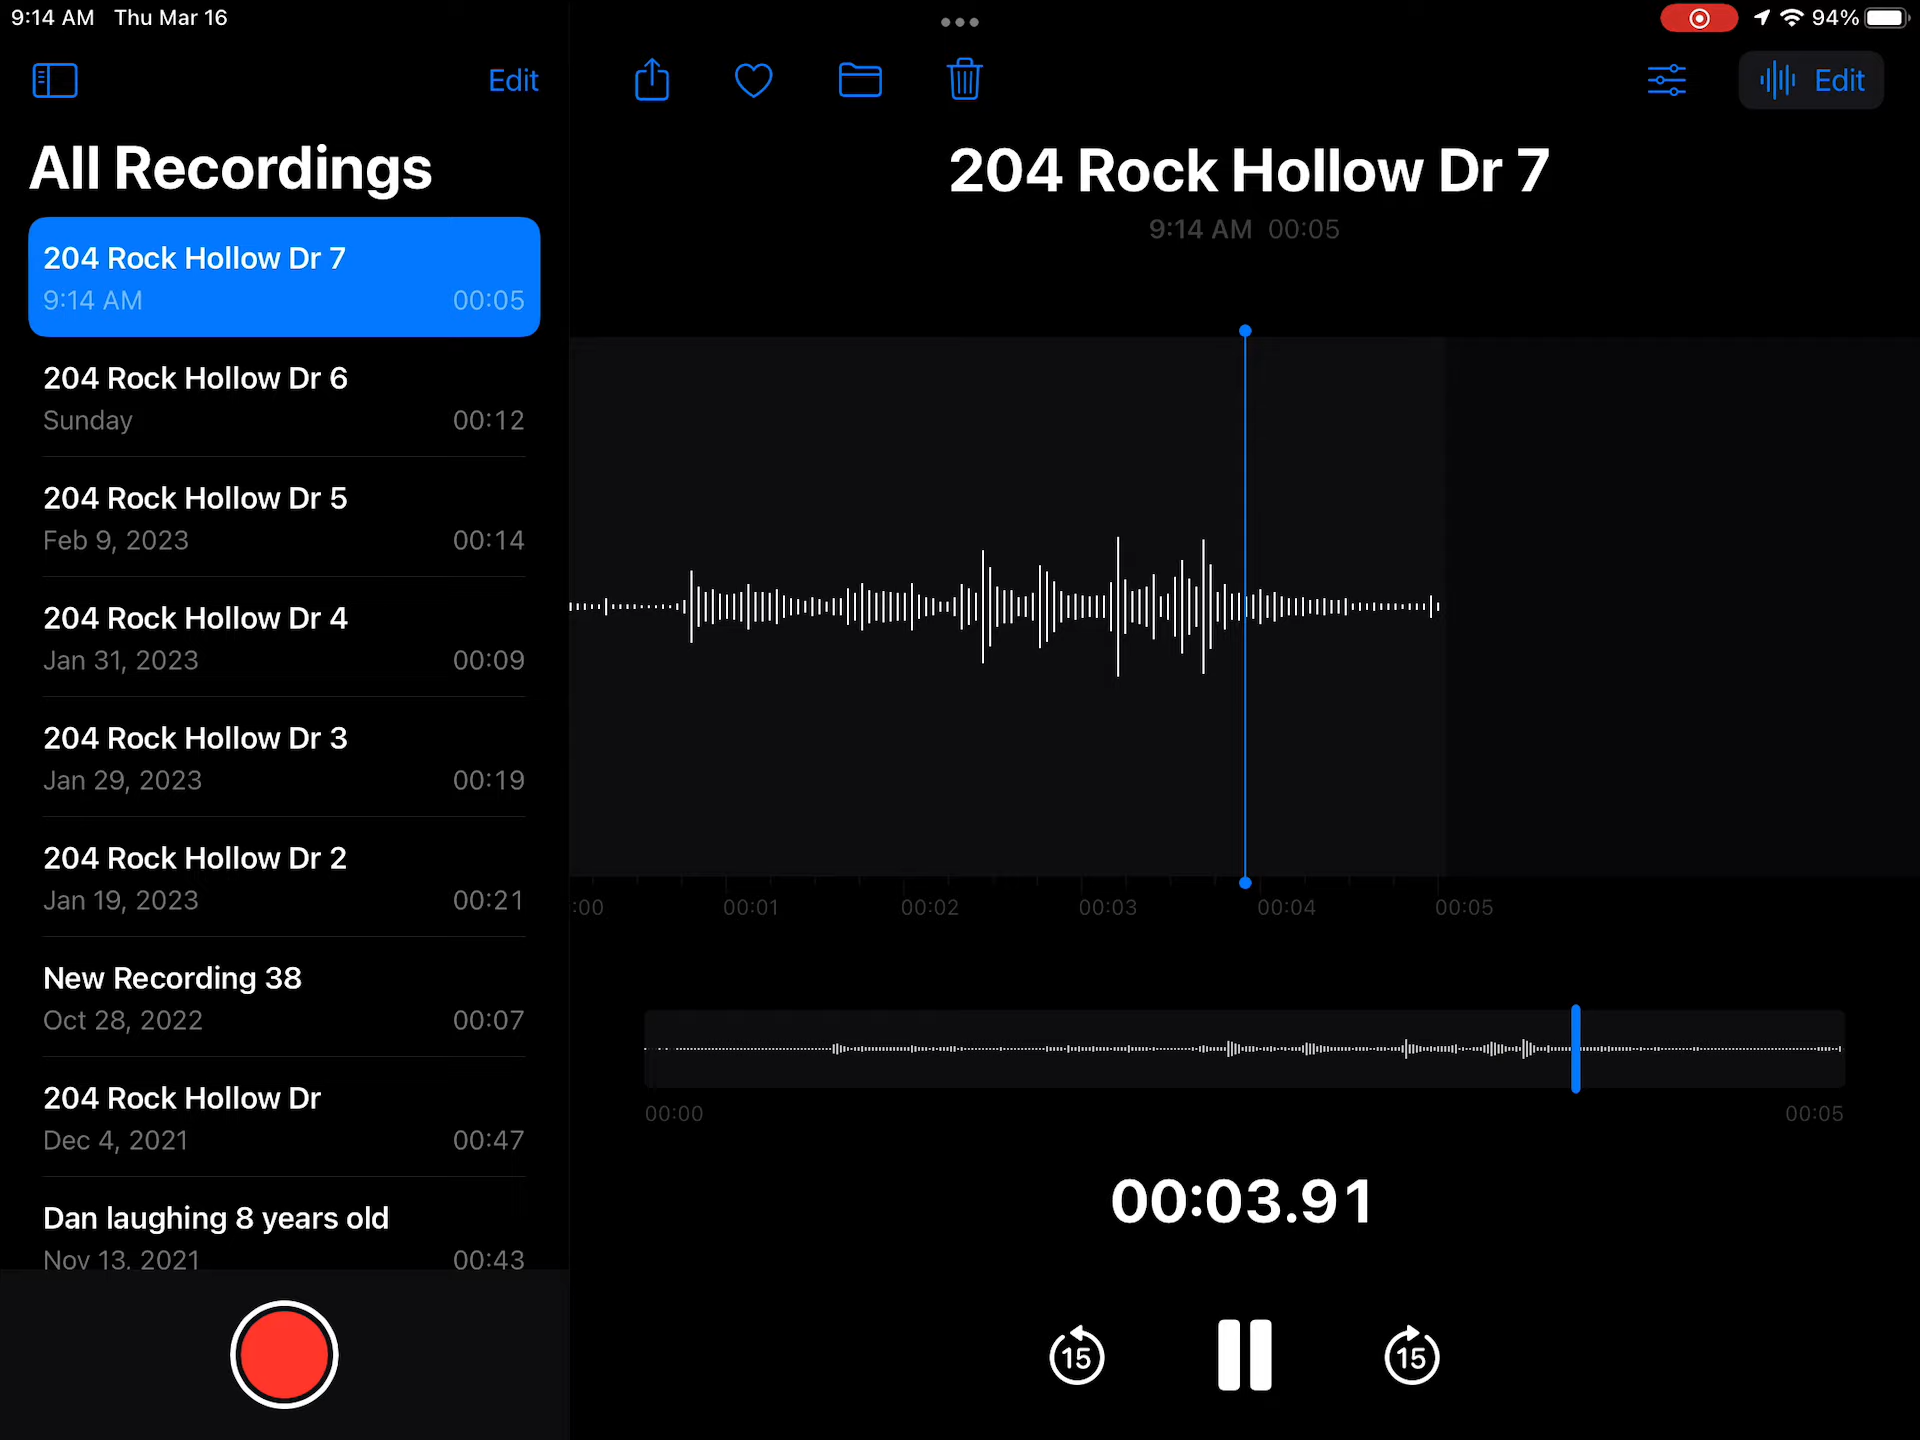 9:14 AM Thu Mar 16
94%
Edit
All Recordings
204 Rock Hollow Dr 7
9:14 AM 00:05
204 Rock Hollow Dr 6
Sunday 00:12
204 Rock Hollow Dr 5
Feb 9, 2023 00:14
204 Rock Hollow Dr 4
Jan 31, 2023 00:09
204 Rock Hollow Dr 3
Jan 29, 2023 00:19
204 Rock Hollow Dr 2
Jan 19, 2023 00:21
New Recording 38
Oct 28, 2022 00:07
204 Rock Hollow Dr
Dec 4, 2021 00:47
Dan laughing 8 years old
Nov 13, 2021 00:43
Edit
204 Rock Hollow Dr 7
9:14 AM 00:05
:00 00:01 00:02 00:03 00:04 00:05
00:00 00:05
00:03.91
15 15